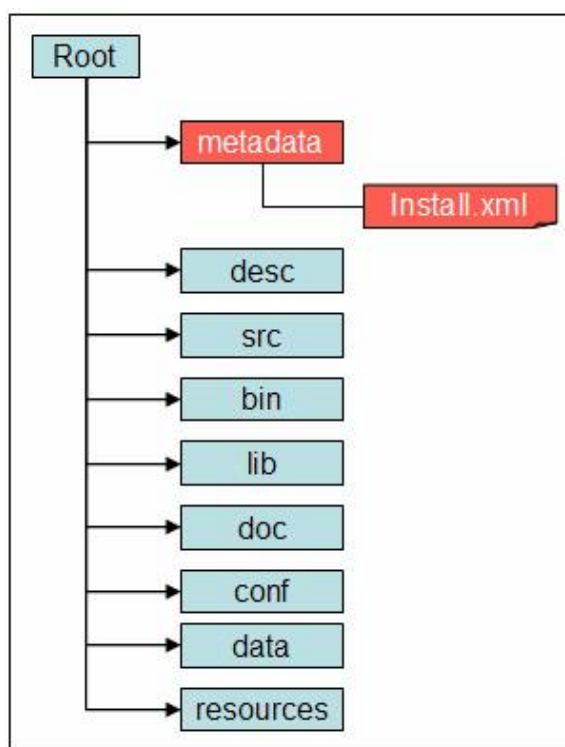 Root
metadata
Install.xml
desc
src
bin
lib
doc
conf
data
resources